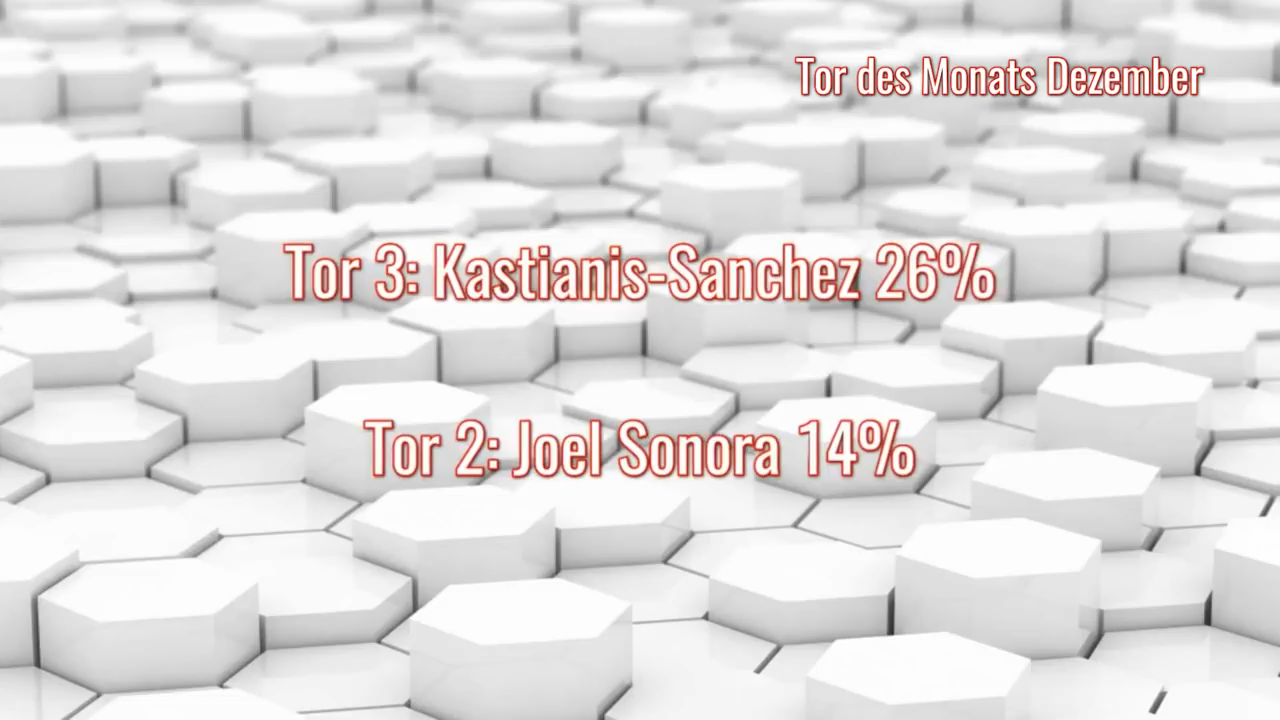 Tor des Monats Dezember
Tor 3: Kastianis-Sanchez 26%
Tor 2: Joel Sonora 14%